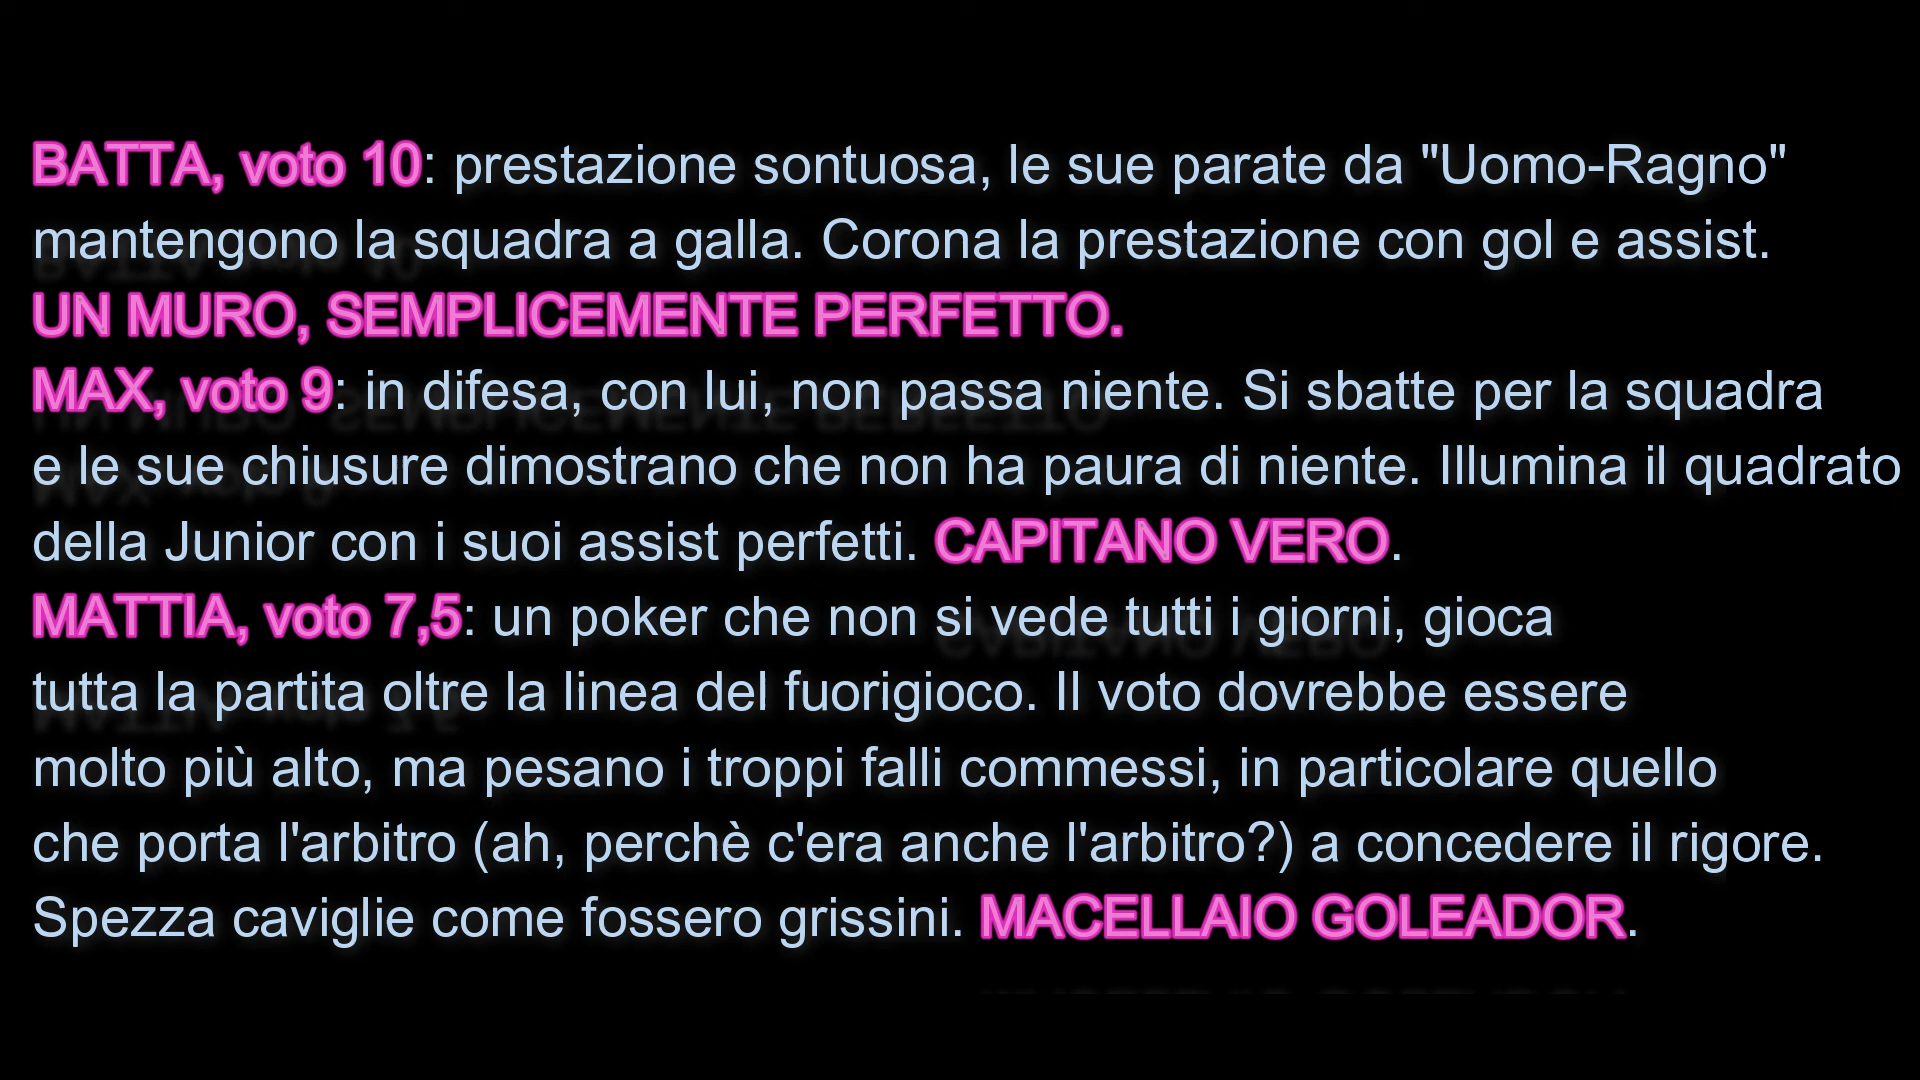 BATTA, voto 10: prestazione sontuosa, le sue parate da "Uomo-Ragno"
mantengono la squadra a galla. Corona la prestazione con gol e assist.
UN MURO, SEMPLICEMENTE PERFETTO.
MAX, voto 9: in difesa, con lui, non passa niente. Si sbatte per la squadra
e le sue chiusure dimostrano che non ha paura di niente. Illumina il quadrato
della Junior con i suoi assist perfetti. CAPITANO VERO.
MATTIA, voto 7,5: un poker che non si vede tutti i giorni, gioca
tutta la partita oltre la linea del fuorigioco. Il voto dovrebbe essere
molto più alto, ma pesano i troppi falli commessi, in particolare quello
che porta l'arbitro (ah, perchè c'era anche l'arbitro?) a concedere il rigore.
Spezza caviglie come fossero grissini. MACELLAIO GOLEADOR.